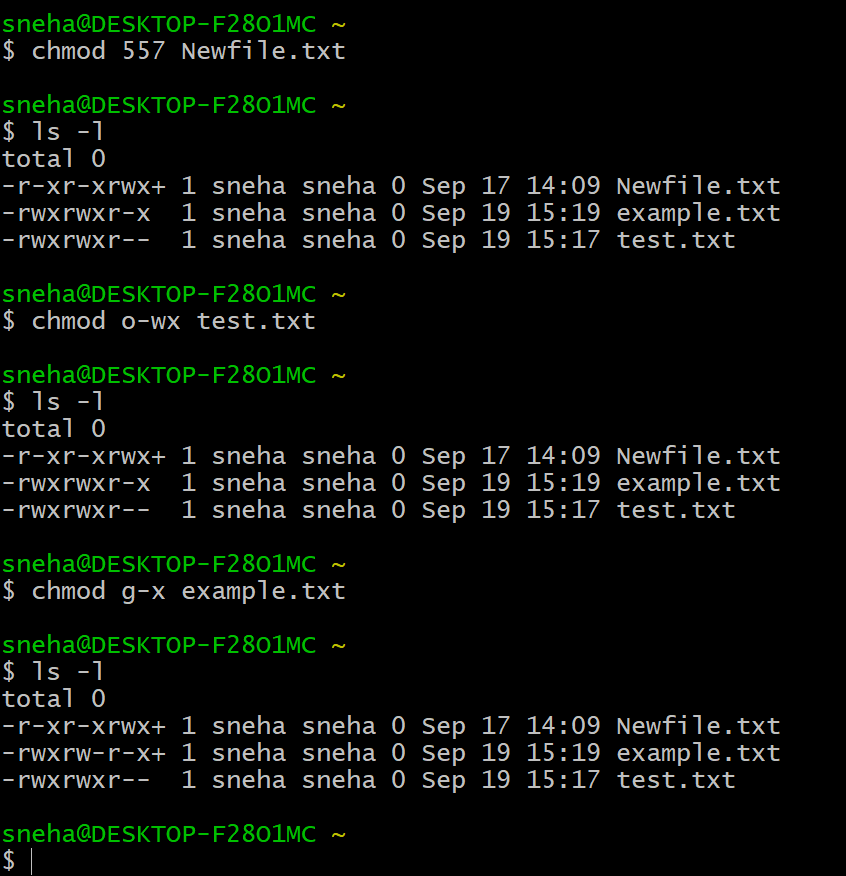 sneha@DESKTOP-F28O1MC ~
$ chmod 557 Newfile.txt
sneha@DESKTOP-F28O1MC ~
$ ls -l
total 0
-r-xr-xrwx+ 1 sneha sneha 0 Sep 17 14:09 Newfile.txt
-rwxrwxr-x  1 sneha sneha 0 Sep 19 15:19 example.txt
-rwxrwxr--  1 sneha sneha 0 Sep 19 15:17 test.txt
sneha@DESKTOP-F28O1MC ~
$ chmod o-wx test.txt
sneha@DESKTOP-F28O1MC ~
$ ls -l
total 0
-r-xr-xrwx+ 1 sneha sneha 0 Sep 17 14:09 Newfile.txt
-rwxrwxr-x  1 sneha sneha 0 Sep 19 15:19 example.txt
-rwxrwxr--  1 sneha sneha 0 Sep 19 15:17 test.txt
sneha@DESKTOP-F28O1MC ~
$ chmod g-x example.txt
sneha@DESKTOP-F28O1MC ~
$ ls -l
total 0
-r-xr-xrwx+ 1 sneha sneha 0 Sep 17 14:09 Newfile.txt
-rwxrw-r-x+ 1 sneha sneha 0 Sep 19 15:19 example.txt
-rwxrwxr--  1 sneha sneha 0 Sep 19 15:17 test.txt
sneha@DESKTOP-F28O1MC ~
$